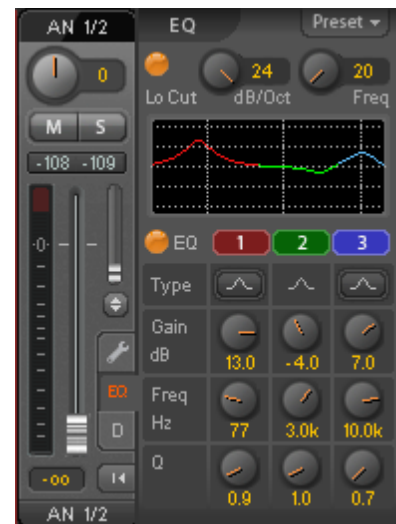 AN 1/2
EQ
Preset
0
24
20
Lo Cut
dB/Oct
Freq
M
S
-108 -109
-0-
EQ
1
2
3
Type
Gain
dB
13.0
-4.0
7.0
EQ
Freq
Hz
77
3.0k
10.0k
D
Q
-oo
0.9
1.0
0.7
AN 1/2